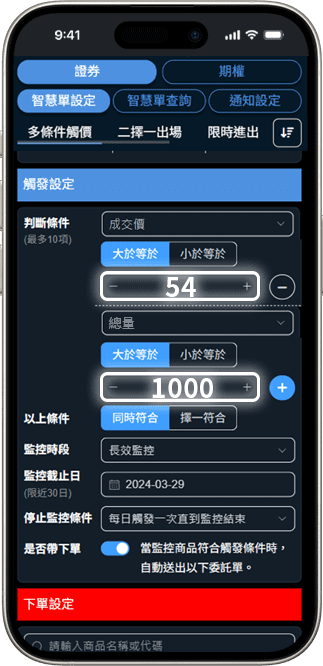 9:41
證券 期權
智慧單設定 智慧單查詢 通知設定
多條件觸價 二擇一出場 限時進出
觸發設定
判斷條件 成交價
(最多10項)
大於等於 小於等於
− 54 +
總量
大於等於 小於等於
− 1000 +
以上條件 同時符合 擇一符合
監控時段 長效監控
監控截止日 2024-03-29
(限近30日)
停止監控條件 每日觸發一次直到監控結束
是否帶下單 當監控商品符合觸發條件時，
自動送出以下委託單。
下單設定
請輸入商品名稱或代碼